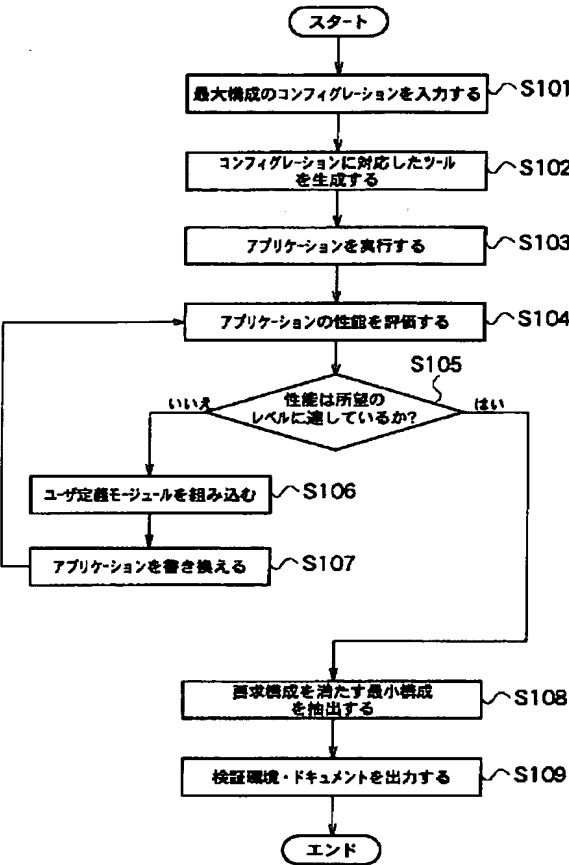 スタート
最大構成のコンフィグレーションを入力する
S101
コンフィグレーションに対応したツール
を生成する
S102
アプリケーションを実行する
S103
アプリケーションの性能を評価する
S104
S105
性能は所望の
レベルに達しているか?
いいえ
はい
ユーザ定義モージュールを組み込む
S106
アプリケーションを書き換える
S107
要求構成を満たす最小構成
を抽出する
S108
検証環境・ドキュメントを出力する
S109
エンド